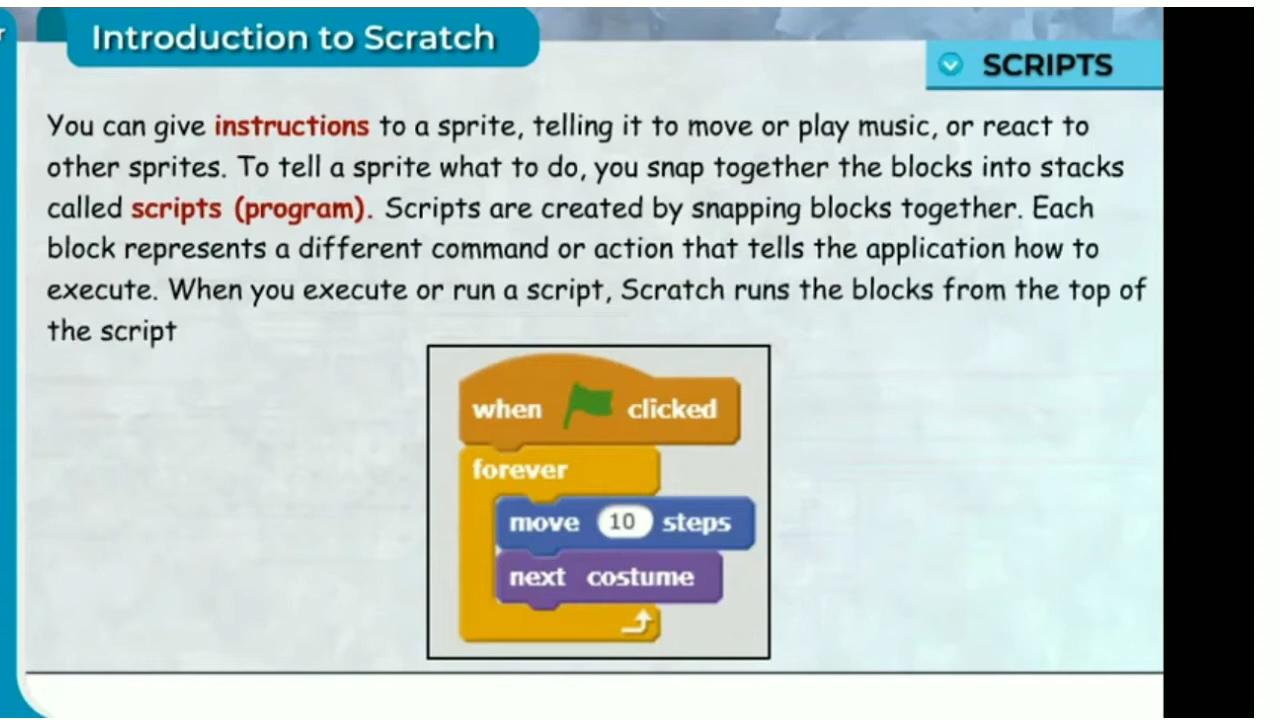 Introduction to Scratch
SCRIPTS
You can give instructions to a sprite, telling it to move or play music, or react to
other sprites. To tell a sprite what to do, you snap together the blocks into stacks
called scripts (program). Scripts are created by snapping blocks together. Each
block represents a different command or action that tells the application how to
execute. When you execute or run a script, Scratch runs the blocks from the top of
the script
when clicked
forever
move 10 steps
next costume